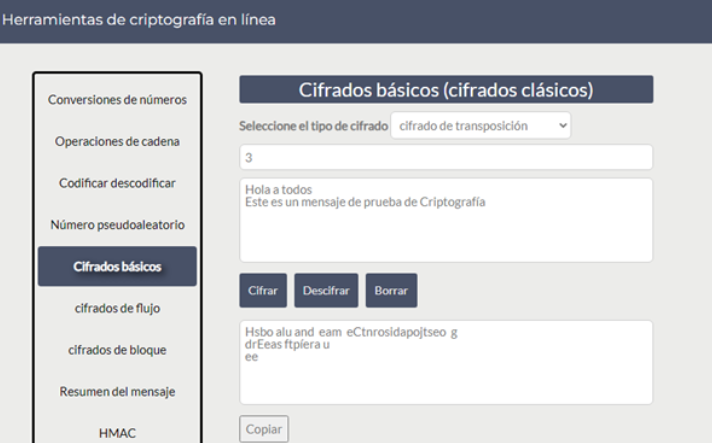 Herramientas de criptografía en línea
Conversiones de números
Operaciones de cadena
Codificar descodificar
Número pseudoaleatorio
Cifrados básicos
cifrados de flujo
cifrados de bloque
Resumen del mensaje
HMAC
Cifrados básicos (cifrados clásicos)
Seleccione el tipo de cifrado cifrado de transposición
3
Hola a todos
Este es un mensaje de prueba de Criptografía
Cifrar Descifrar Borrar
Hsbo alu and eam eCtnrosidapojtseo g
drEeas ftpíera u
ee
Copiar